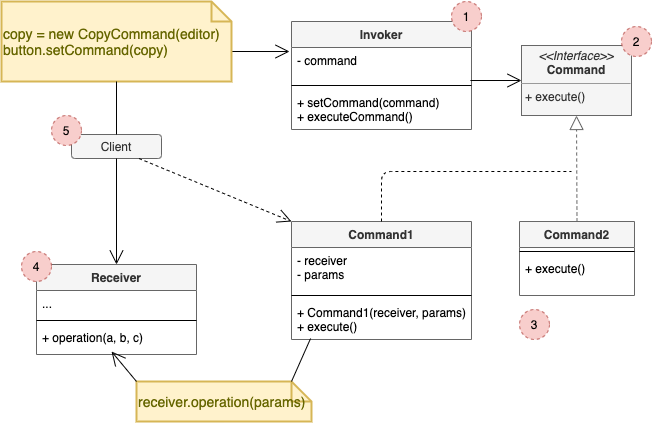 copy = new CopyCommand(editor)
button.setCommand(copy)
1
Invoker
- command
+ setCommand(command)
+ executeCommand()
2
<<Interface>>
Command
+ execute()
5
Client
4
Receiver
...
+ operation(a, b, c)
Command1
- receiver
- params
+ Command1(receiver, params)
+ execute()
Command2
+ execute()
3
receiver.operation(params)